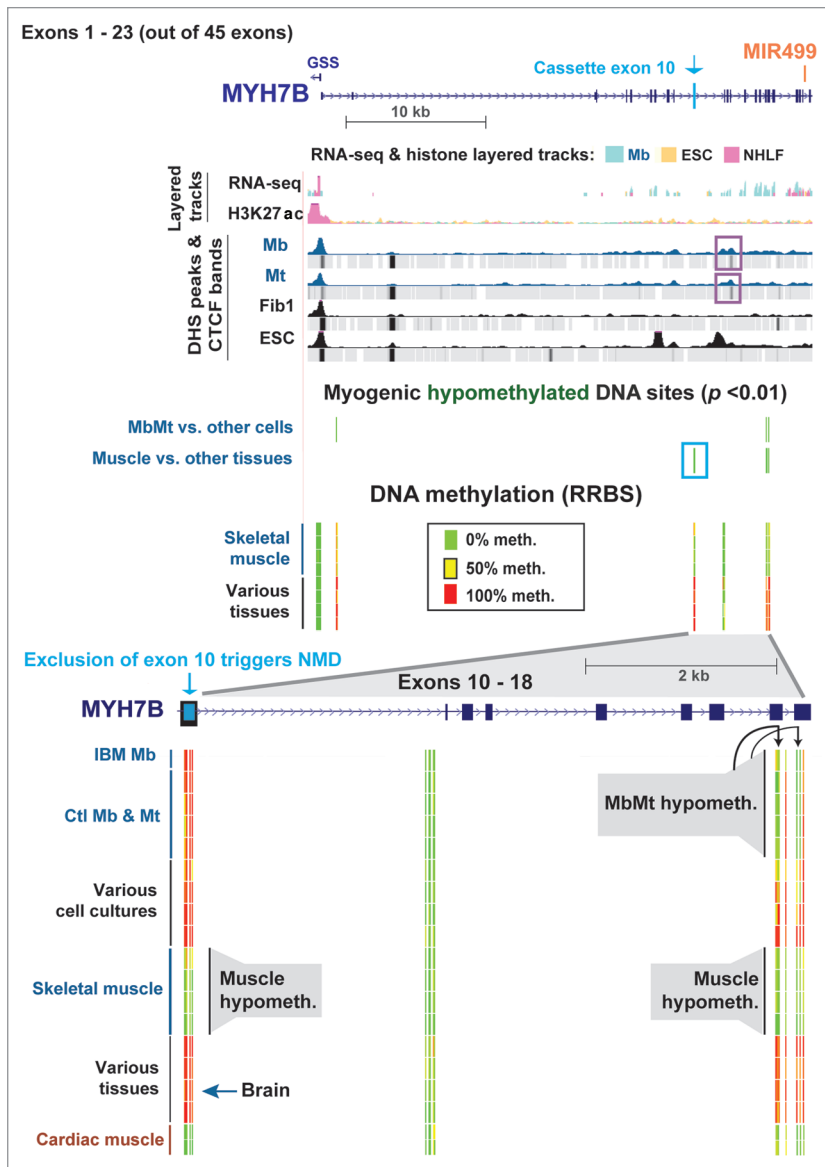 Exons 1 - 23 (out of 45 exons)
MIR499
GSS
Cassette exon 10
MYH7B
10 kb
RNA-seq & histone layered tracks: Mb ESC NHLF
Layered tracks
RNA-seq
H3K27ac
DHS peaks & CTCF bands
Mb
Mt
Fib1
ESC
Myogenic hypomethylated DNA sites (p <0.01)
MbMt vs. other cells
Muscle vs. other tissues
DNA methylation (RRBS)
Skeletal
muscle
Various
tissues
0% meth.
50% meth.
100% meth.
Exclusion of exon 10 triggers NMD
2 kb
Exons 10 - 18
MYH7B
IBM Mb
MbMt hypometh.
Ctl Mb & Mt
Various
cell cultures
Skeletal muscle
Muscle
hypometh.
Muscle
hypometh.
Various
tissues
Brain
Cardiac muscle